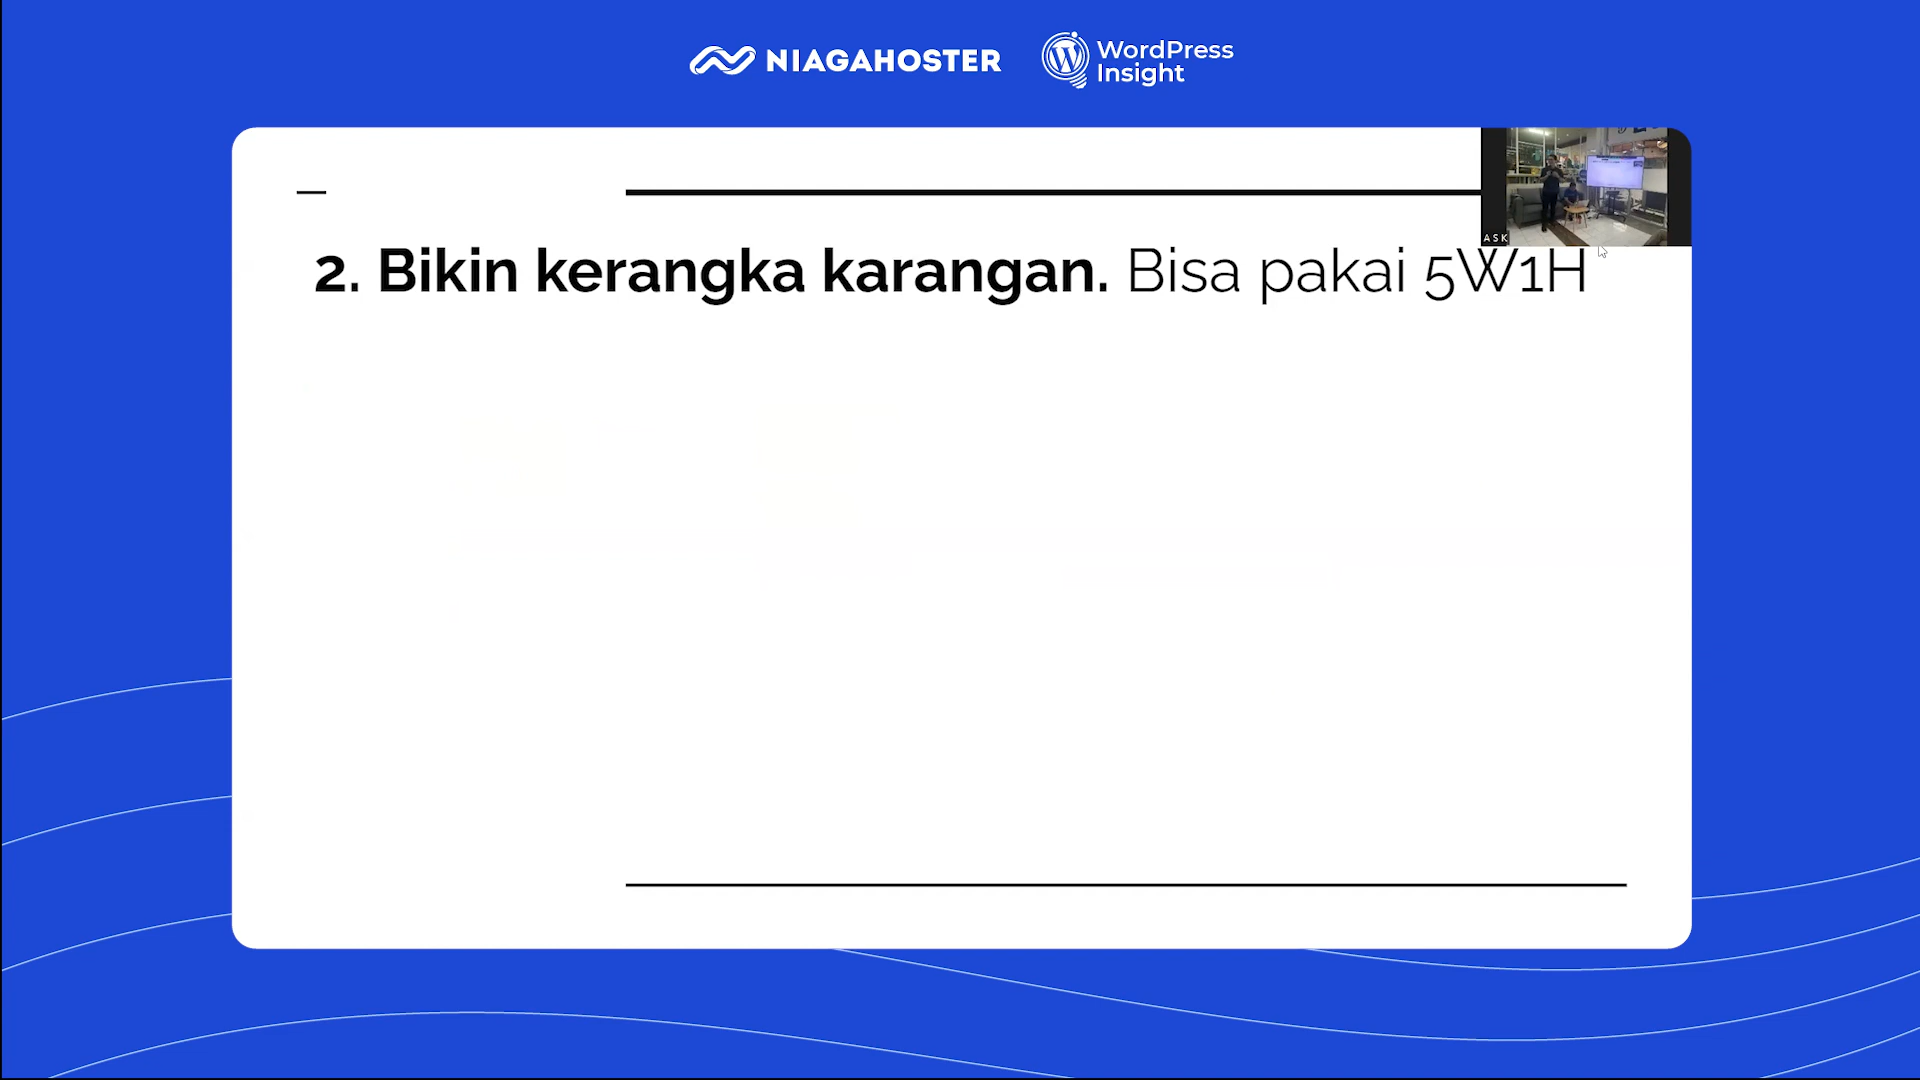 NIAGAHOSTER
WordPress
Insight
ASK
2. Bikin kerangka karangan. Bisa pakai 5W1H